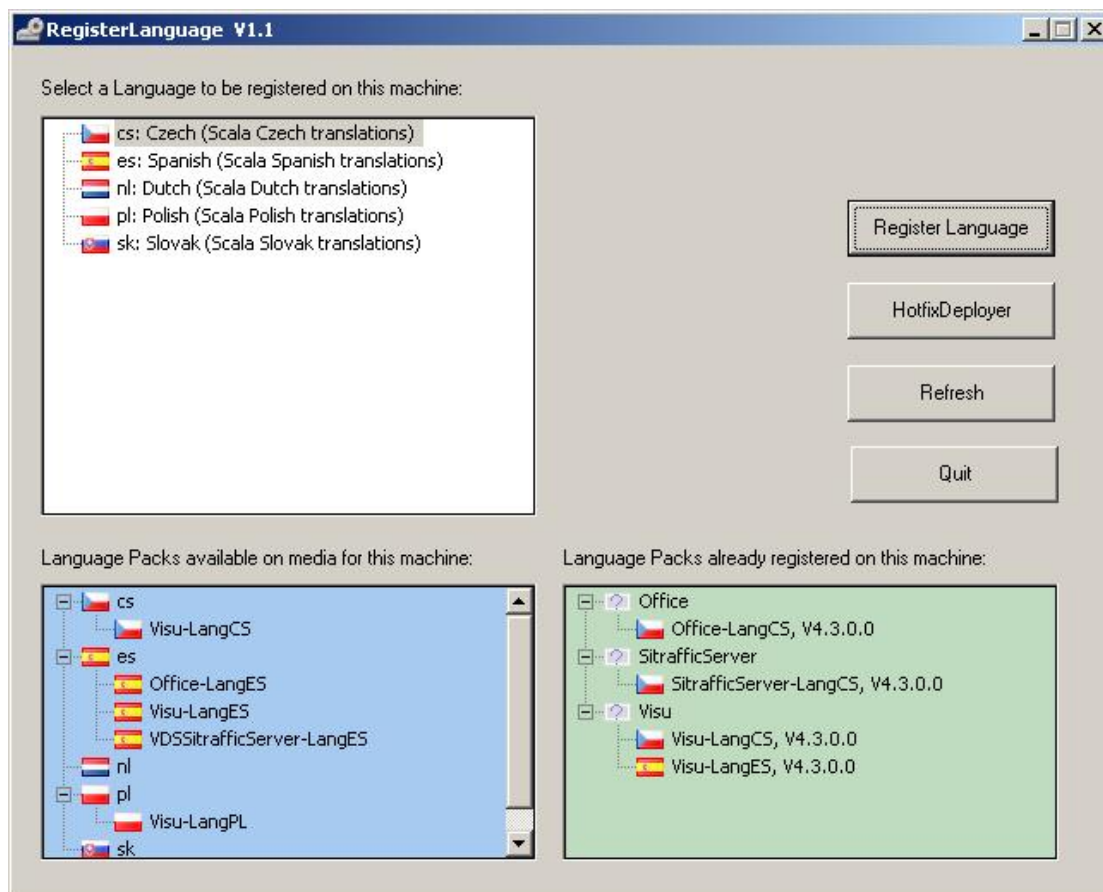 RegisterLanguage V1.1
Select a Language to be registered on this machine:
cs: Czech (Scala Czech translations)
es: Spanish (Scala Spanish translations)
nl: Dutch (Scala Dutch translations)
pl: Polish (Scala Polish translations)
sk: Slovak (Scala Slovak translations)
Register Language
HotfixDeployer
Refresh
Quit
Language Packs available on media for this machine:
cs
Visu-LangCS
es
Office-LangES
Visu-LangES
VDSSitrafficServer-LangES
nl
pl
Visu-LangPL
sk
Language Packs already registered on this machine:
Office
Office-LangCS, V4.3.0.0
SitrafficServer
SitrafficServer-LangCS, V4.3.0.0
Visu
Visu-LangCS, V4.3.0.0
Visu-LangES, V4.3.0.0